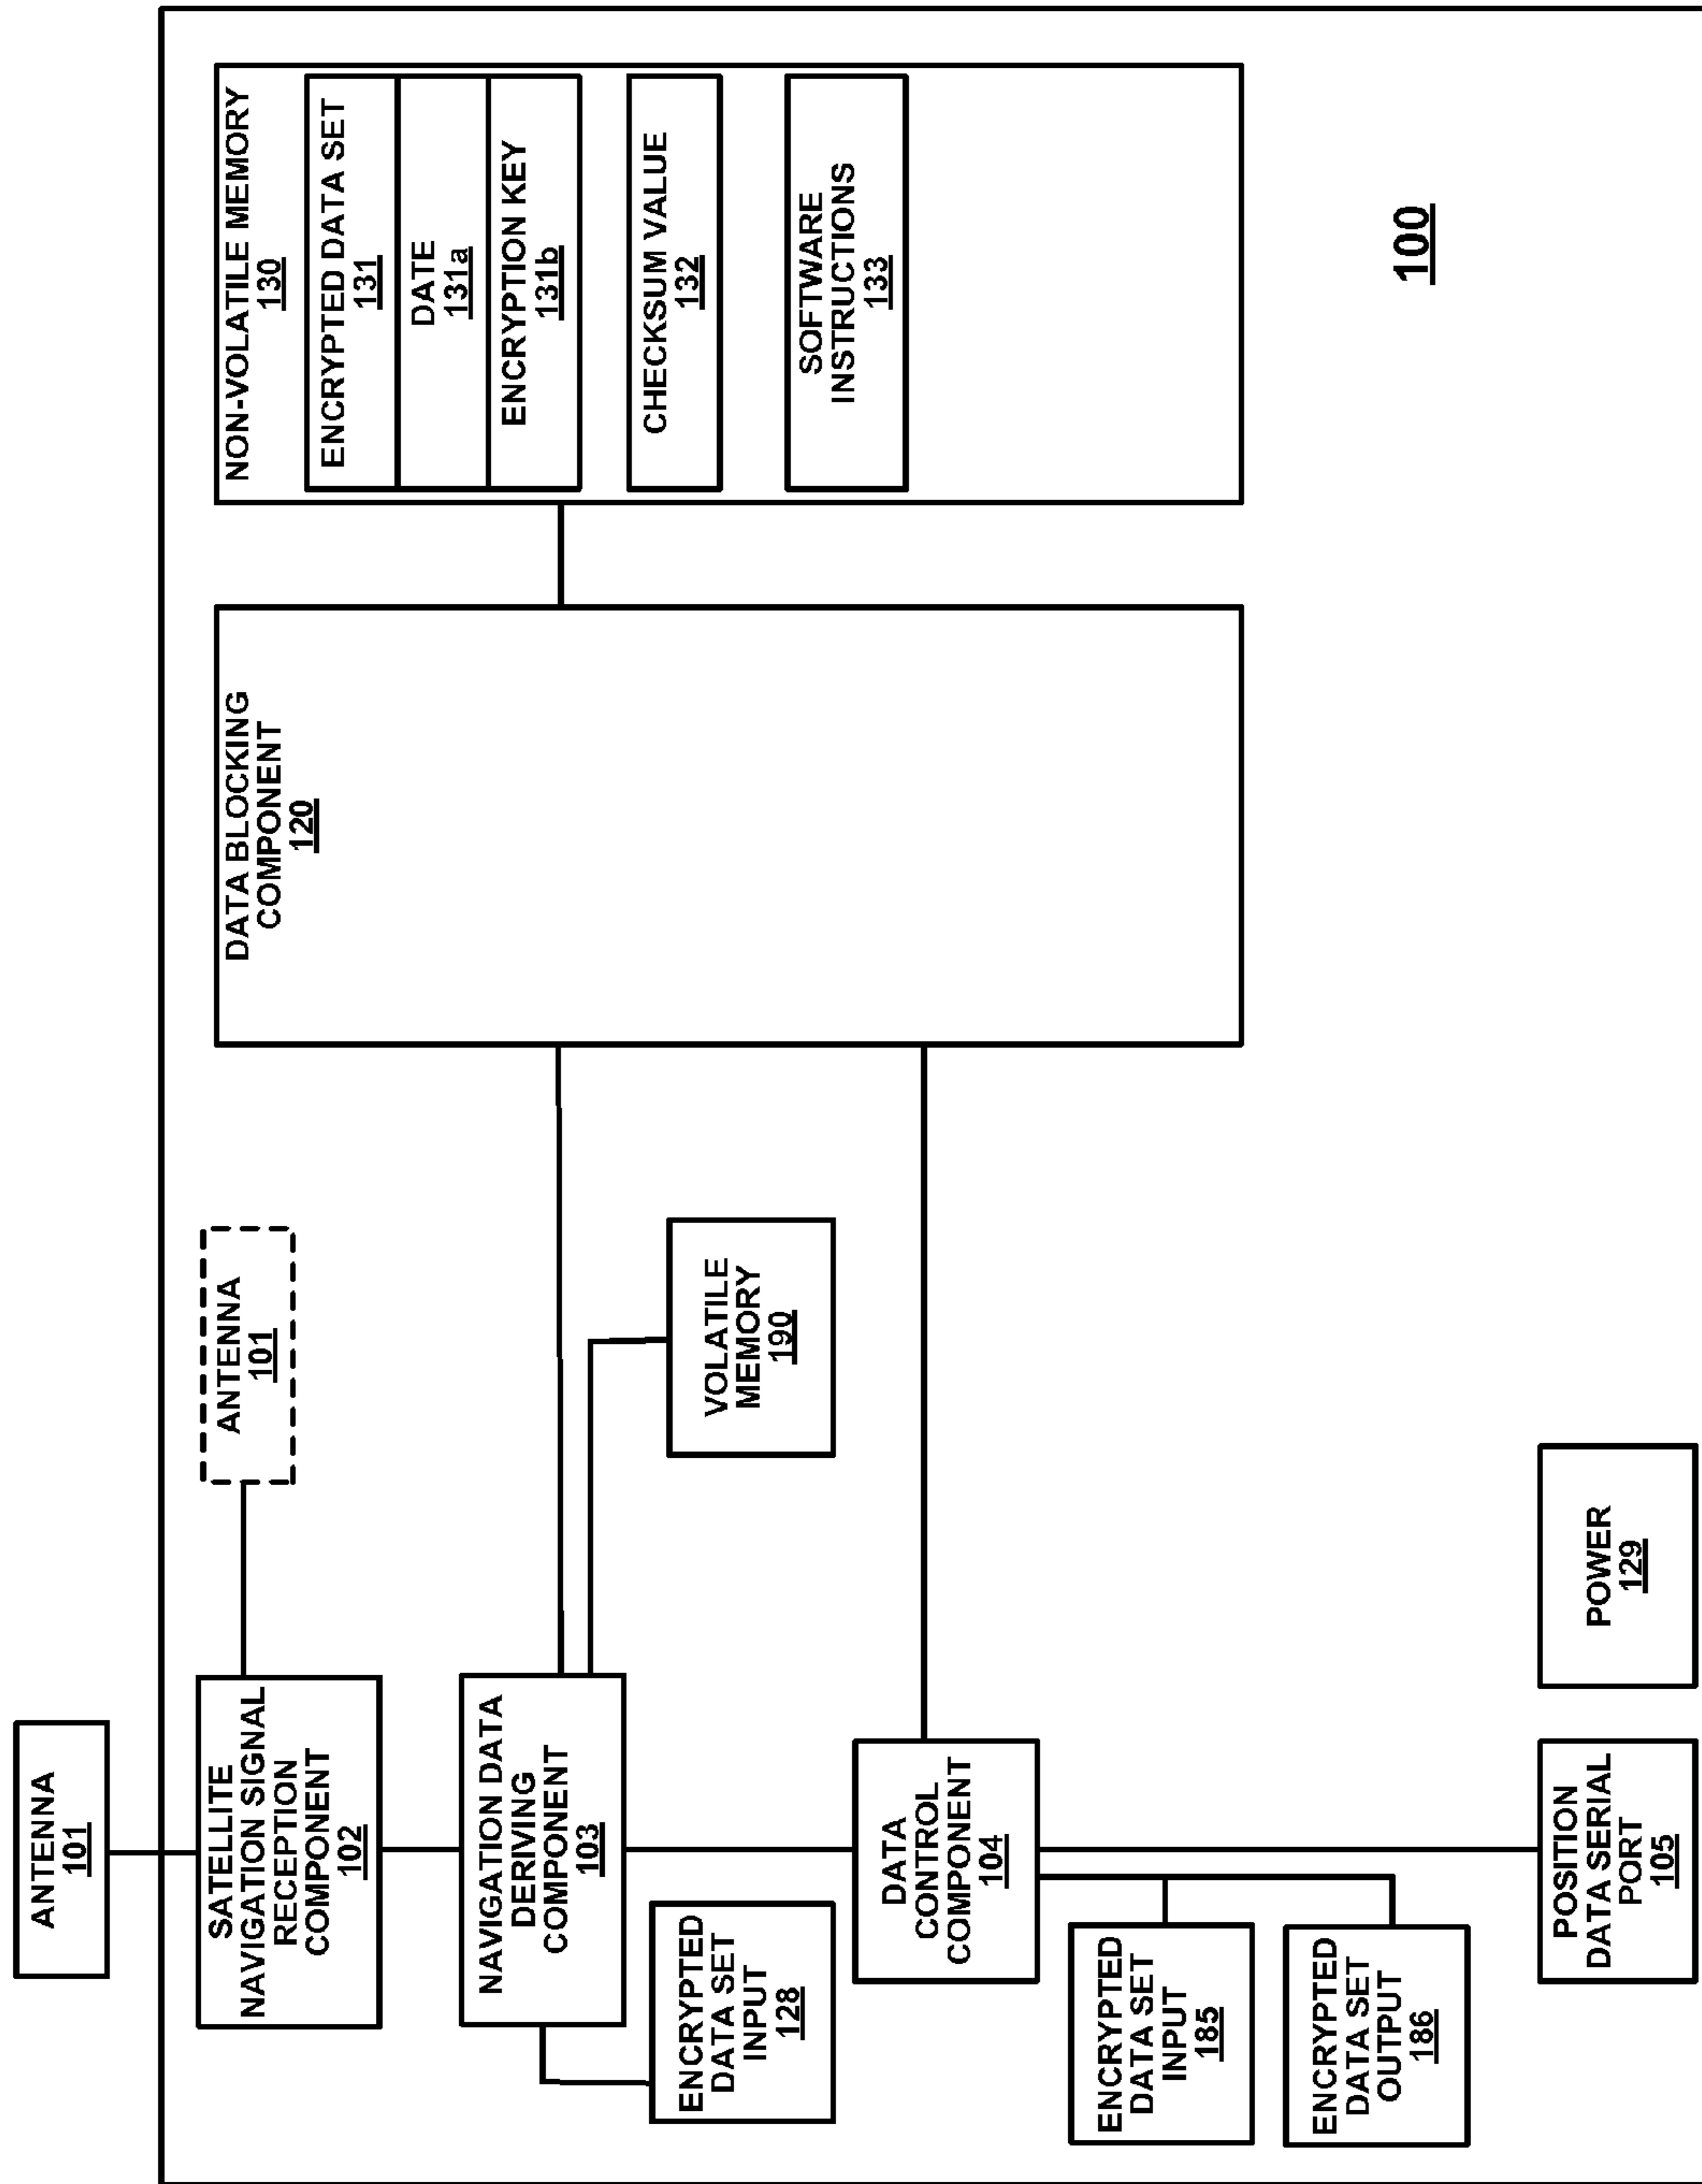 ANTENNA
101
SATELLITE
NAVIGATION SIGNAL
RECEPTION
COMPONENT
102
ANTENNA
101
NAVIGATION DATA
DERIVING
COMPONENT
103
ENCRYPTED
DATA SET
INPUT
128
VOLATILE
MEMORY
190
DATA
CONTROL
COMPONENT
104
ENCRYPTED
DATA SET
INPUT
185
ENCRYPTED
DATA SET
OUTPUT
186
POSITION
DATA SERIAL
PORT
105
POWER
129
DATA BLOCKING
COMPONENT
120
NON-VOLATILE MEMORY
130
ENCRYPTED DATA SET
131
DATE
131a
ENCRYPTION KEY
131b
CHECKSUM VALUE
132
SOFTWARE
INSTRUCTIONS
133
100